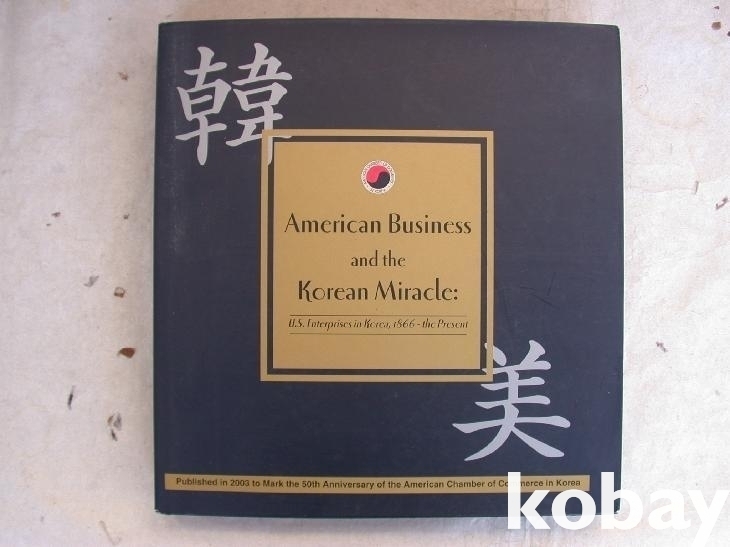 韓
American Business
and the
Korean Miracle:
U.S. Enterprises in Korea, 1866 - the Present
美
Published in 2003 to Mark the 50th Anniversary of the American Chamber of Commerce in Korea
kobay